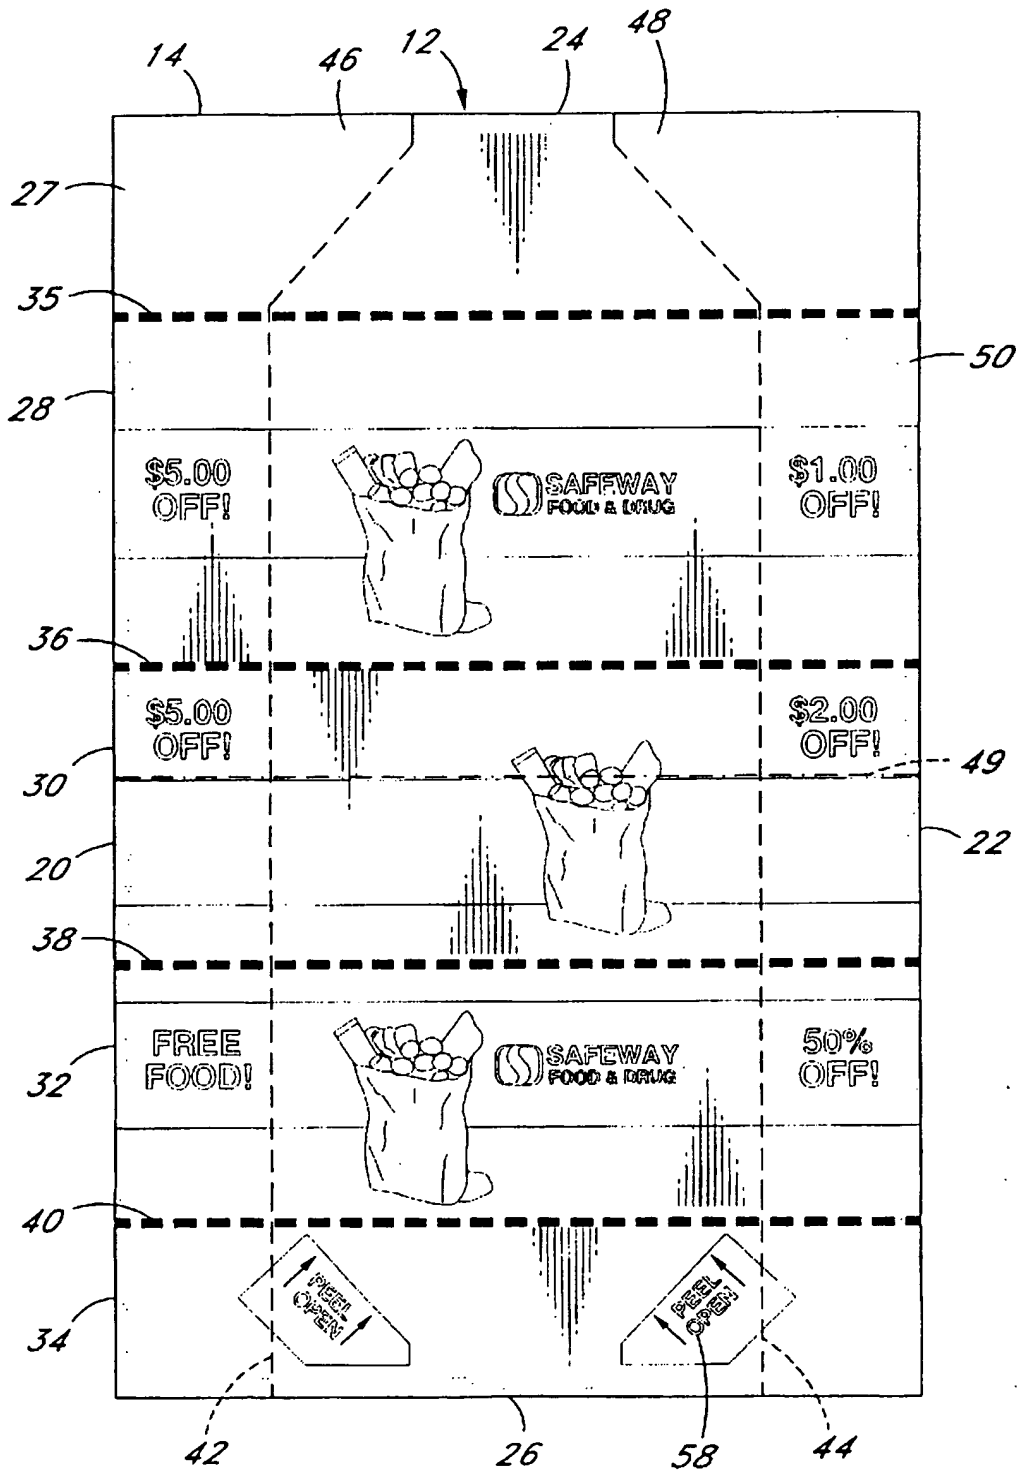 14
46
12
24
48
27
35
50
28
$5.00
OFF!
SAFEWAY
FOOD & DRUG
$1.00
OFF!
36
$5.00
OFF!
$2.00
OFF!
49
30
20
22
38
FREE
FOOD!
SAFEWAY
FOOD & DRUG
50%
OFF!
32
40
PEEL
OPEN
PEEL
OPEN
34
42
26
58
44